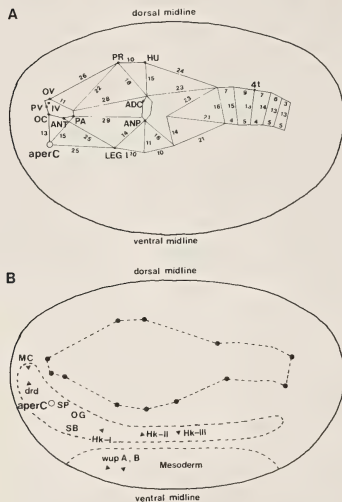 A
dorsal midline
PR 10 HU
26 22 18 15 24
OV
PV IV 11
OC
ANT PA
13 15 25
aperC
28 ADC 23
29 ANP 23
18 16 14 21
25 LEG I 10 11 10 21
4t
7 9 7 8 3
16 15 14 14 13 13
4 5 4 5 5
ventral midline
B
dorsal midline
MC
drd
aperC SP
OG
SB
Hk-I Hk-II Hk-III
wup A, B Mesoderm
ventral midline